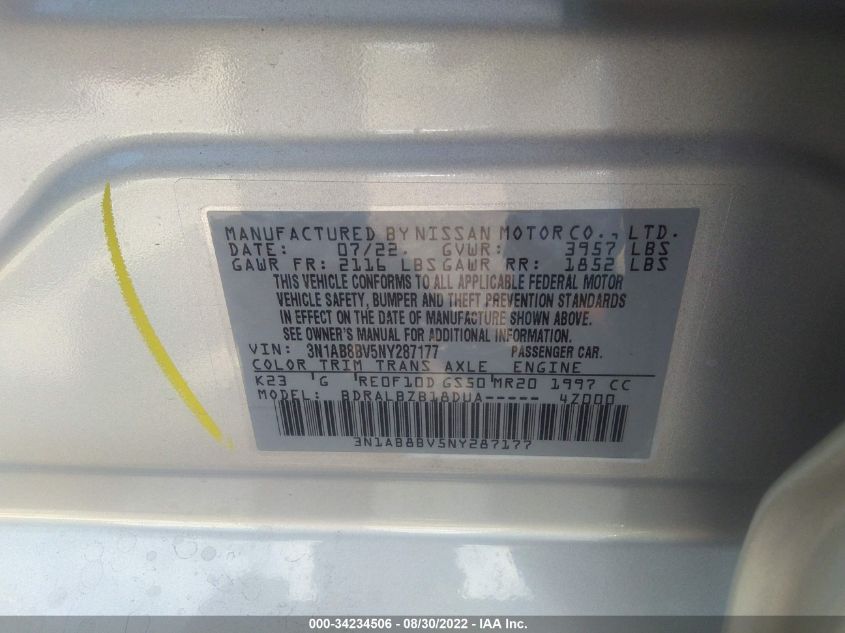 MANUFACTURED BY NISSAN MOTOR CO., LTD.
DATE: 07/22. GVWR: 3957 LBS
GAWR FR: 2116 LBS GAWR RR: 1852 LBS
THIS VEHICLE CONFORMS TO ALL APPLICABLE FEDERAL MOTOR
VEHICLE SAFETY, BUMPER AND THEFT PREVENTION STANDARDS
IN EFFECT ON THE DATE OF MANUFACTURE SHOWN ABOVE.
SEE OWNER'S MANUAL FOR ADDITIONAL INFORMATION.
VIN: 3N1AB8BV5NY287177 PASSENGER CAR.
COLOR TRIM TRANS AXLE ENGINE
K23 G RE0F10D GS50 MR20 1997 CC
MODEL: BDRALBZB18DUA----- 4Z000
3N1AB8BV5NY287177
000-34234506 - 08/30/2022 - IAA Inc.